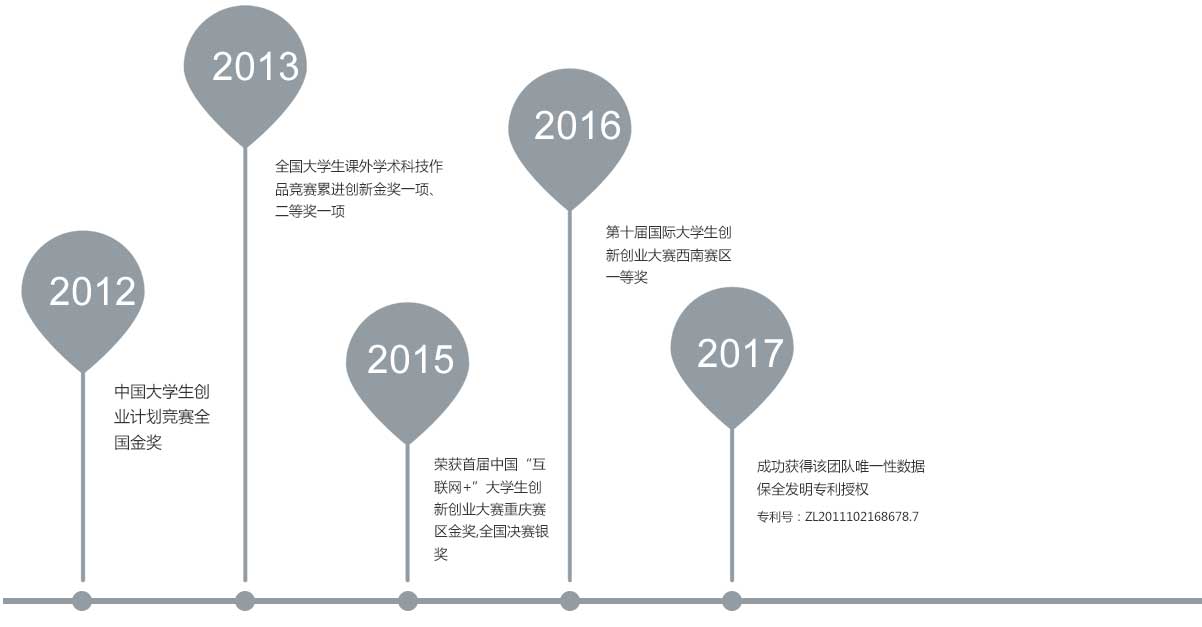 2012
中国大学生创
业计划竞赛全
国金奖
2013
全国大学生课外学术科技作
品竞赛累进创新金奖一项、
二等奖一项
2015
荣获首届中国“互
联网+”大学生创
新创业大赛重庆赛
区金奖,全国决赛银
奖
2016
第十届国际大学生创
新创业大赛西南赛区
一等奖
2017
成功获得该团队唯一性数据
保全发明专利授权
专利号：ZL2011102168678.7